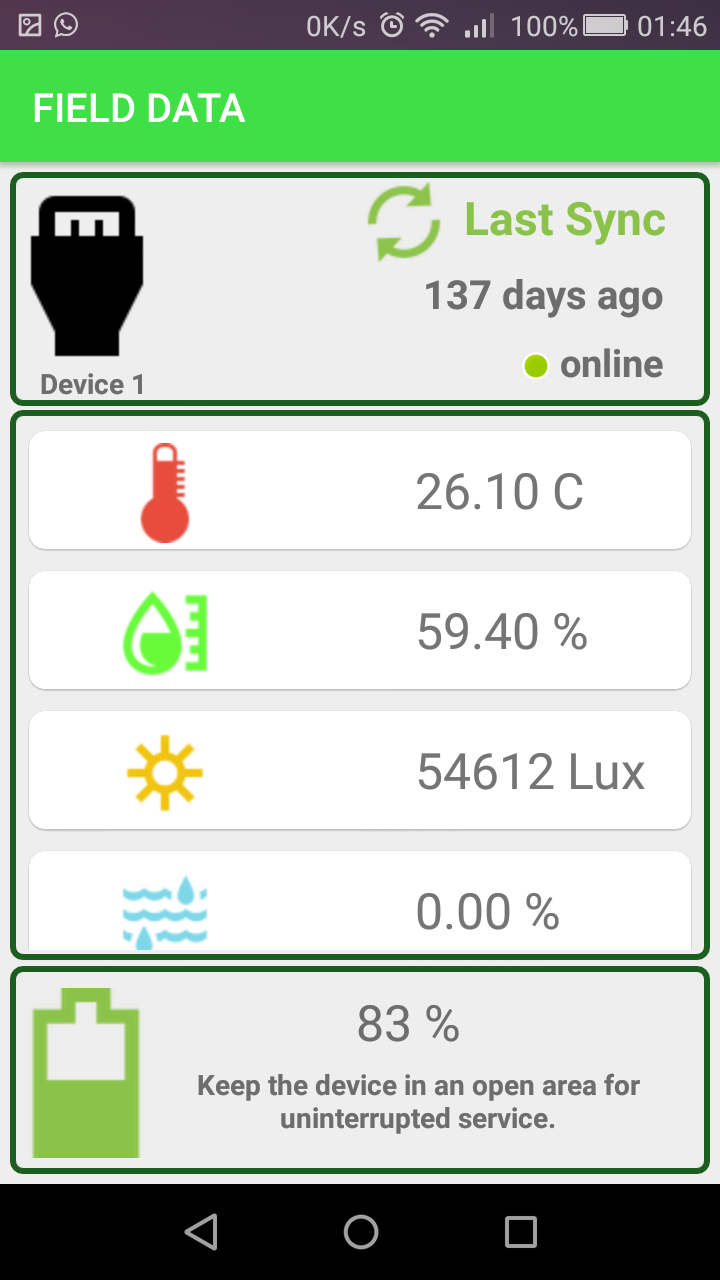 0K/s 100% 01:46
FIELD DATA
Last Sync
137 days ago
online
Device 1
26.10 C
59.40 %
54612 Lux
0.00 %
83 %
Keep the device in an open area for
uninterrupted service.